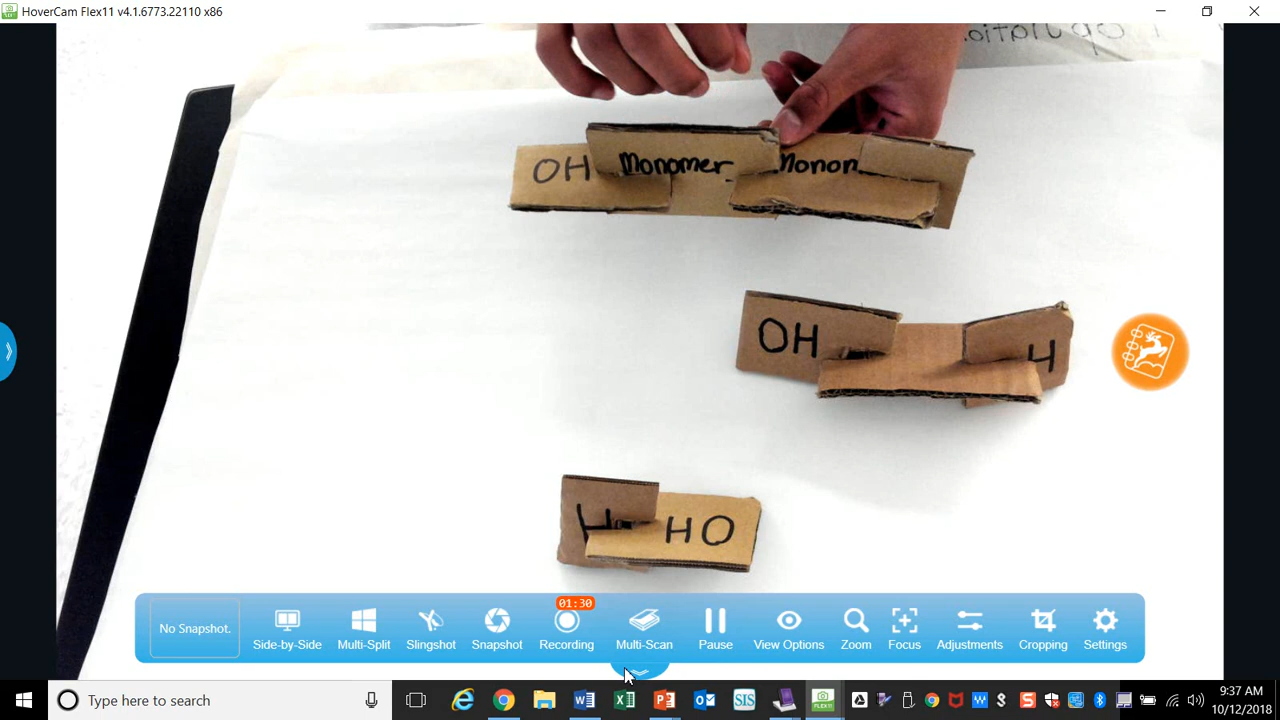 HoverCam Flex11 v4.1.6773.22110 x86
OH Monomer Monon
OH H
H HO
No Snapshot.
Side-by-Side
Multi-Split
Slingshot
Snapshot
01:30
Recording
Multi-Scan
Pause
View Options
Zoom
Focus
Adjustments
Cropping
Settings
Type here to search
SIS
FLEX11
9:37 AM
10/12/2018